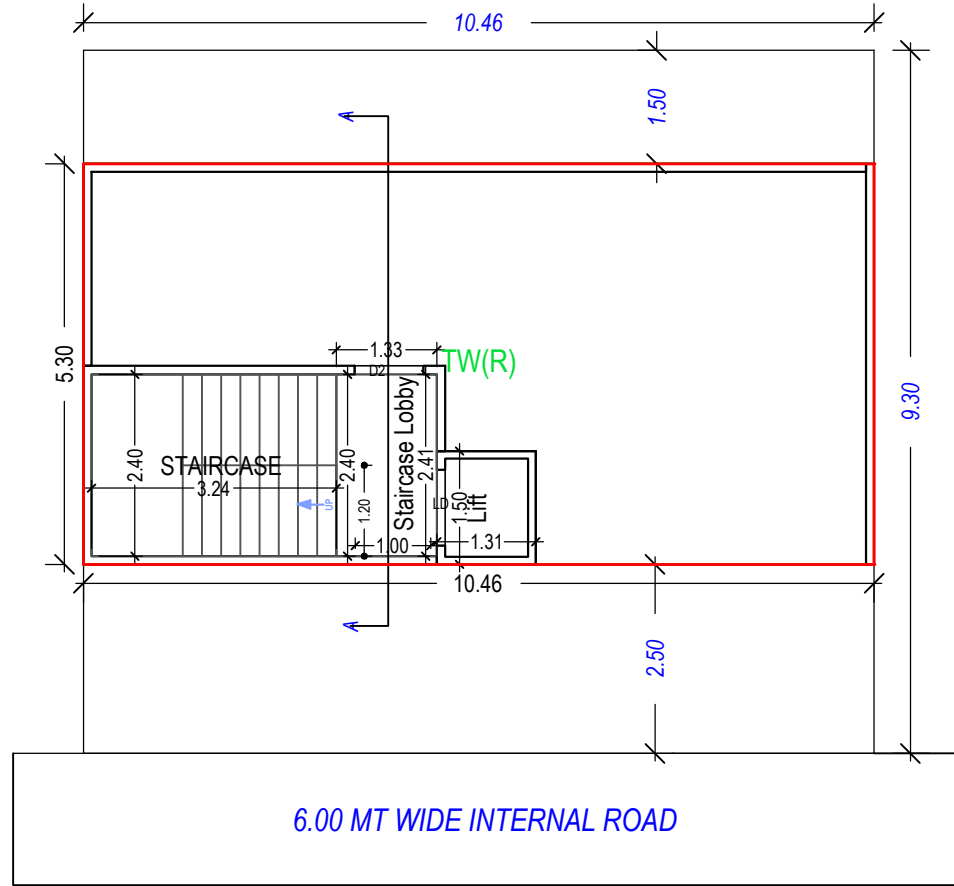 10.46
1.50
A
5.30
1.33
TW(R)
D2
9.30
STAIRCASE
2.40
3.24
UP
2.40
1.20
Staircase Lobby
2.41
LD
1.50
Lift
1.00
1.31
10.46
A
2.50
6.00 MT WIDE INTERNAL ROAD